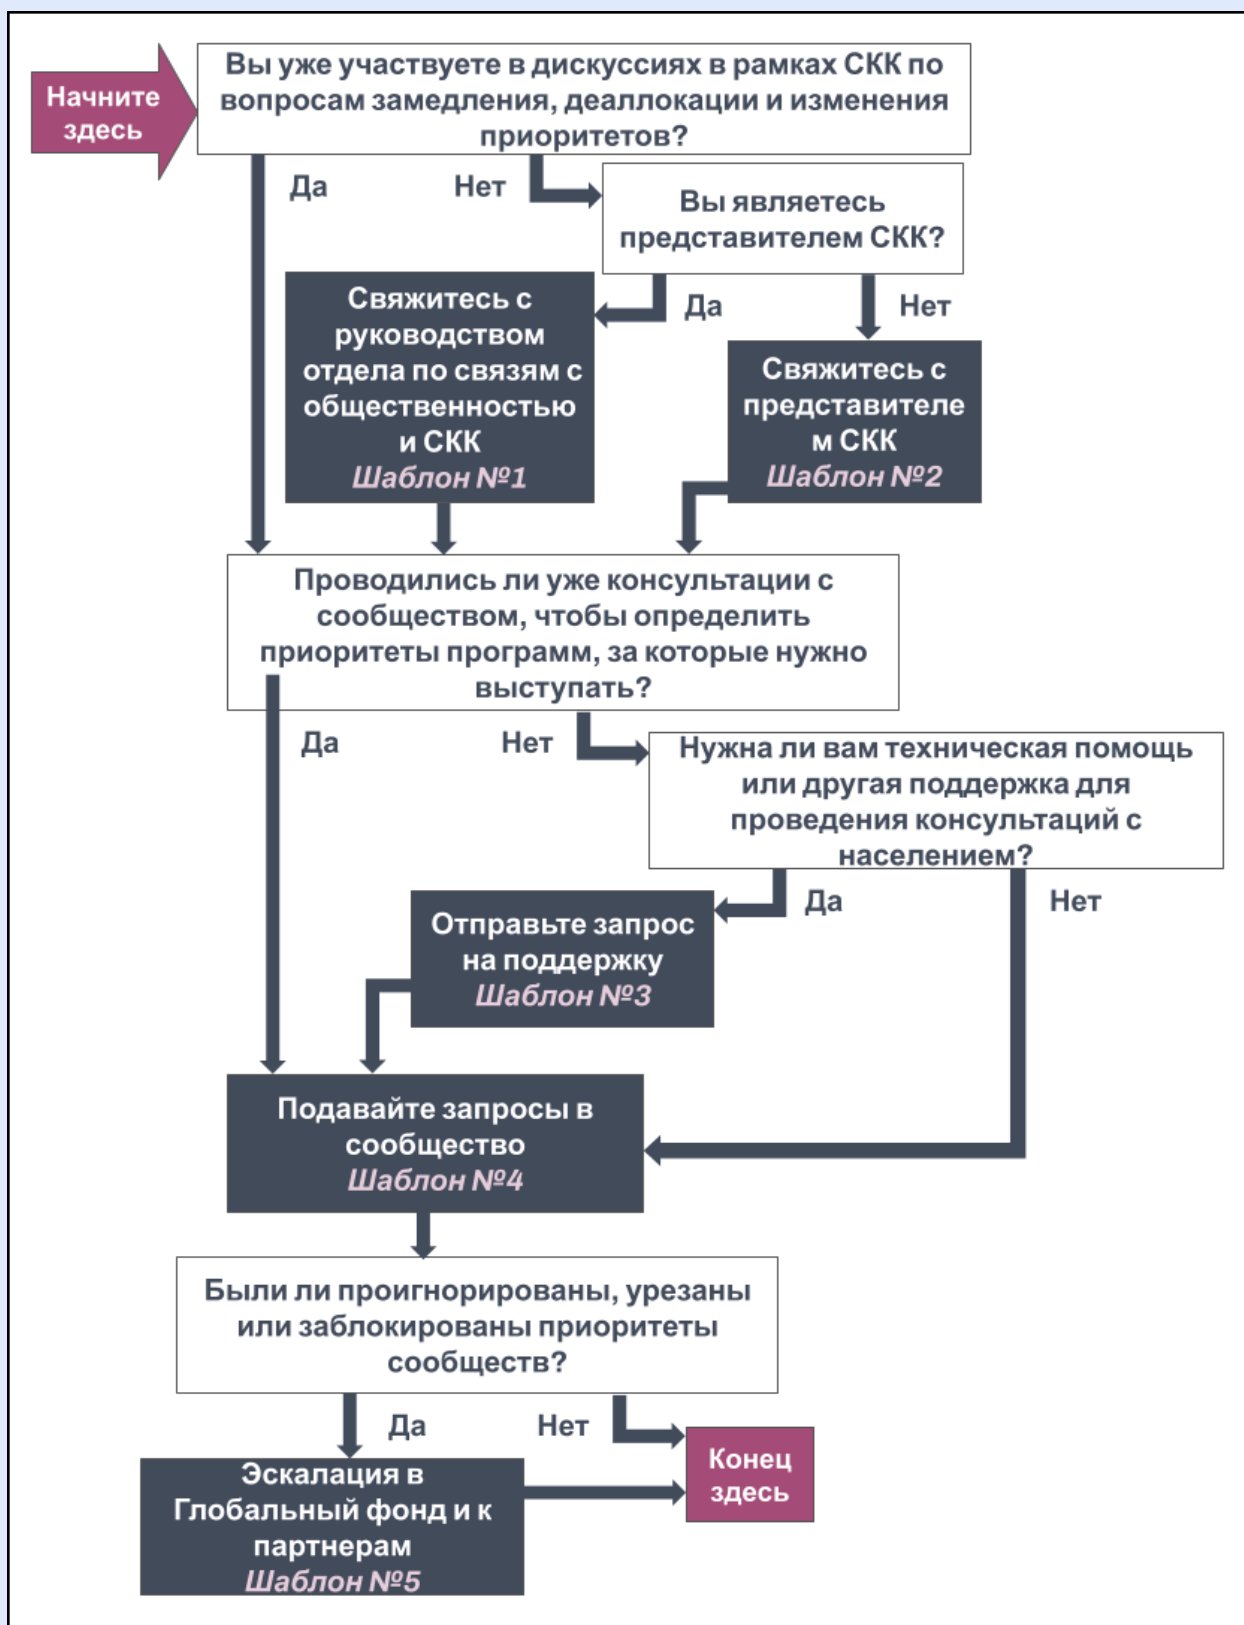 Начните
здесь
Вы уже участвуете в дискуссиях в рамках СКК по
вопросам замедления, деаллокации и изменения
приоритетов?
Да
Нет
Вы являетесь
представителем СКК?
Да
Нет
Свяжитесь с
руководством
отдела по связям с
общественностью
и СКК
Шаблон №1
Свяжитесь с
представителе
м СКК
Шаблон №2
Проводились ли уже консультации с
сообществом, чтобы определить
приоритеты программ, за которые нужно
выступать?
Да
Нет
Нужна ли вам техническая помощь
или другая поддержка для
проведения консультаций с
населением?
Да
Нет
Отправьте запрос
на поддержку
Шаблон №3
Подавайте запросы в
сообщество
Шаблон №4
Были ли проигнорированы, урезаны
или заблокированы приоритеты
сообществ?
Да
Нет
Конец
здесь
Эскалация в
Глобальный фонд и к
партнерам
Шаблон №5